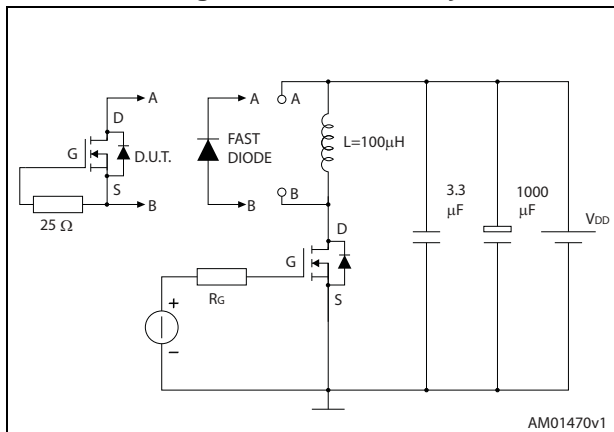 A
D
G
D.U.T.
S
B
25 Ω
A
FAST
DIODE
B
A
B
L=100μH
3.3
μF
1000
μF
VDD
D
G
S
RG
+
–
AM01470v1